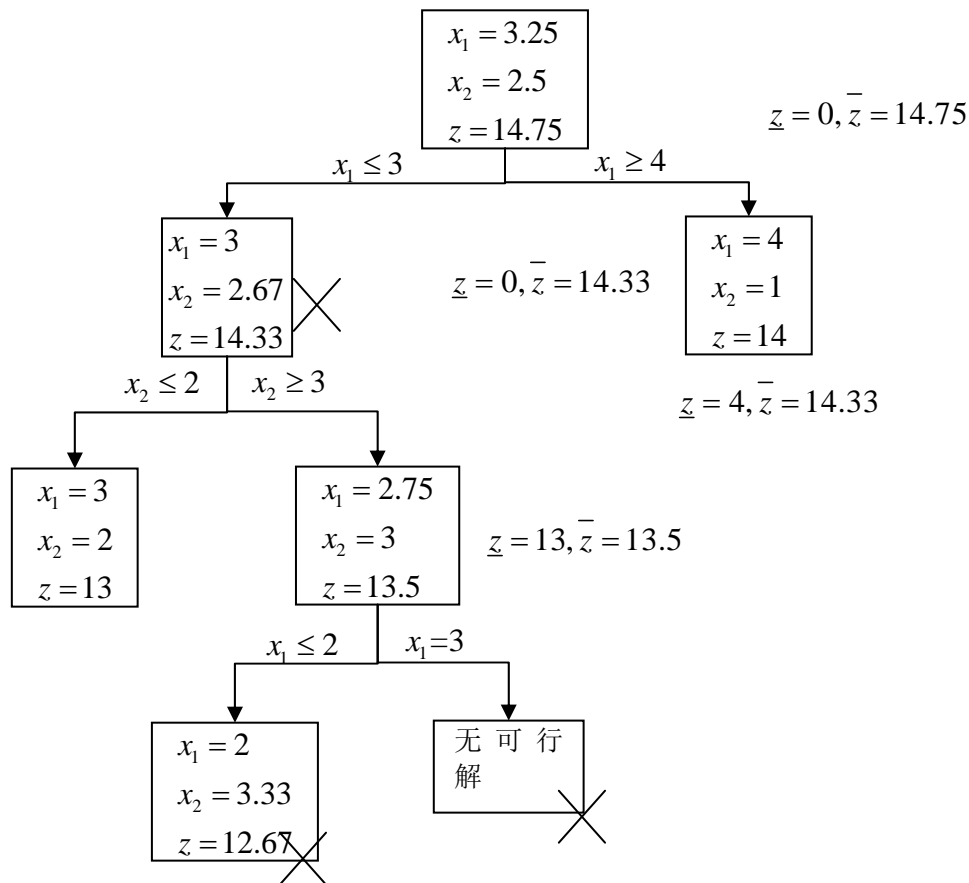 x₁ = 3.25
x₂ = 2.5
z = 14.75
z̲ = 0, z̅ = 14.75
x₁ ≤ 3
x₁ ≥ 4
x₁ = 3
x₂ = 2.67
z = 14.33
z̲ = 0, z̅ = 14.33
x₁ = 4
x₂ = 1
z = 14
x₂ ≤ 2
x₂ ≥ 3
z̲ = 4, z̅ = 14.33
x₁ = 3
x₂ = 2
z = 13
x₁ = 2.75
x₂ = 3
z = 13.5
z̲ = 13, z̅ = 13.5
x₁ ≤ 2
x₁=3
x₁ = 2
x₂ = 3.33
z = 12.67
无 可 行
解